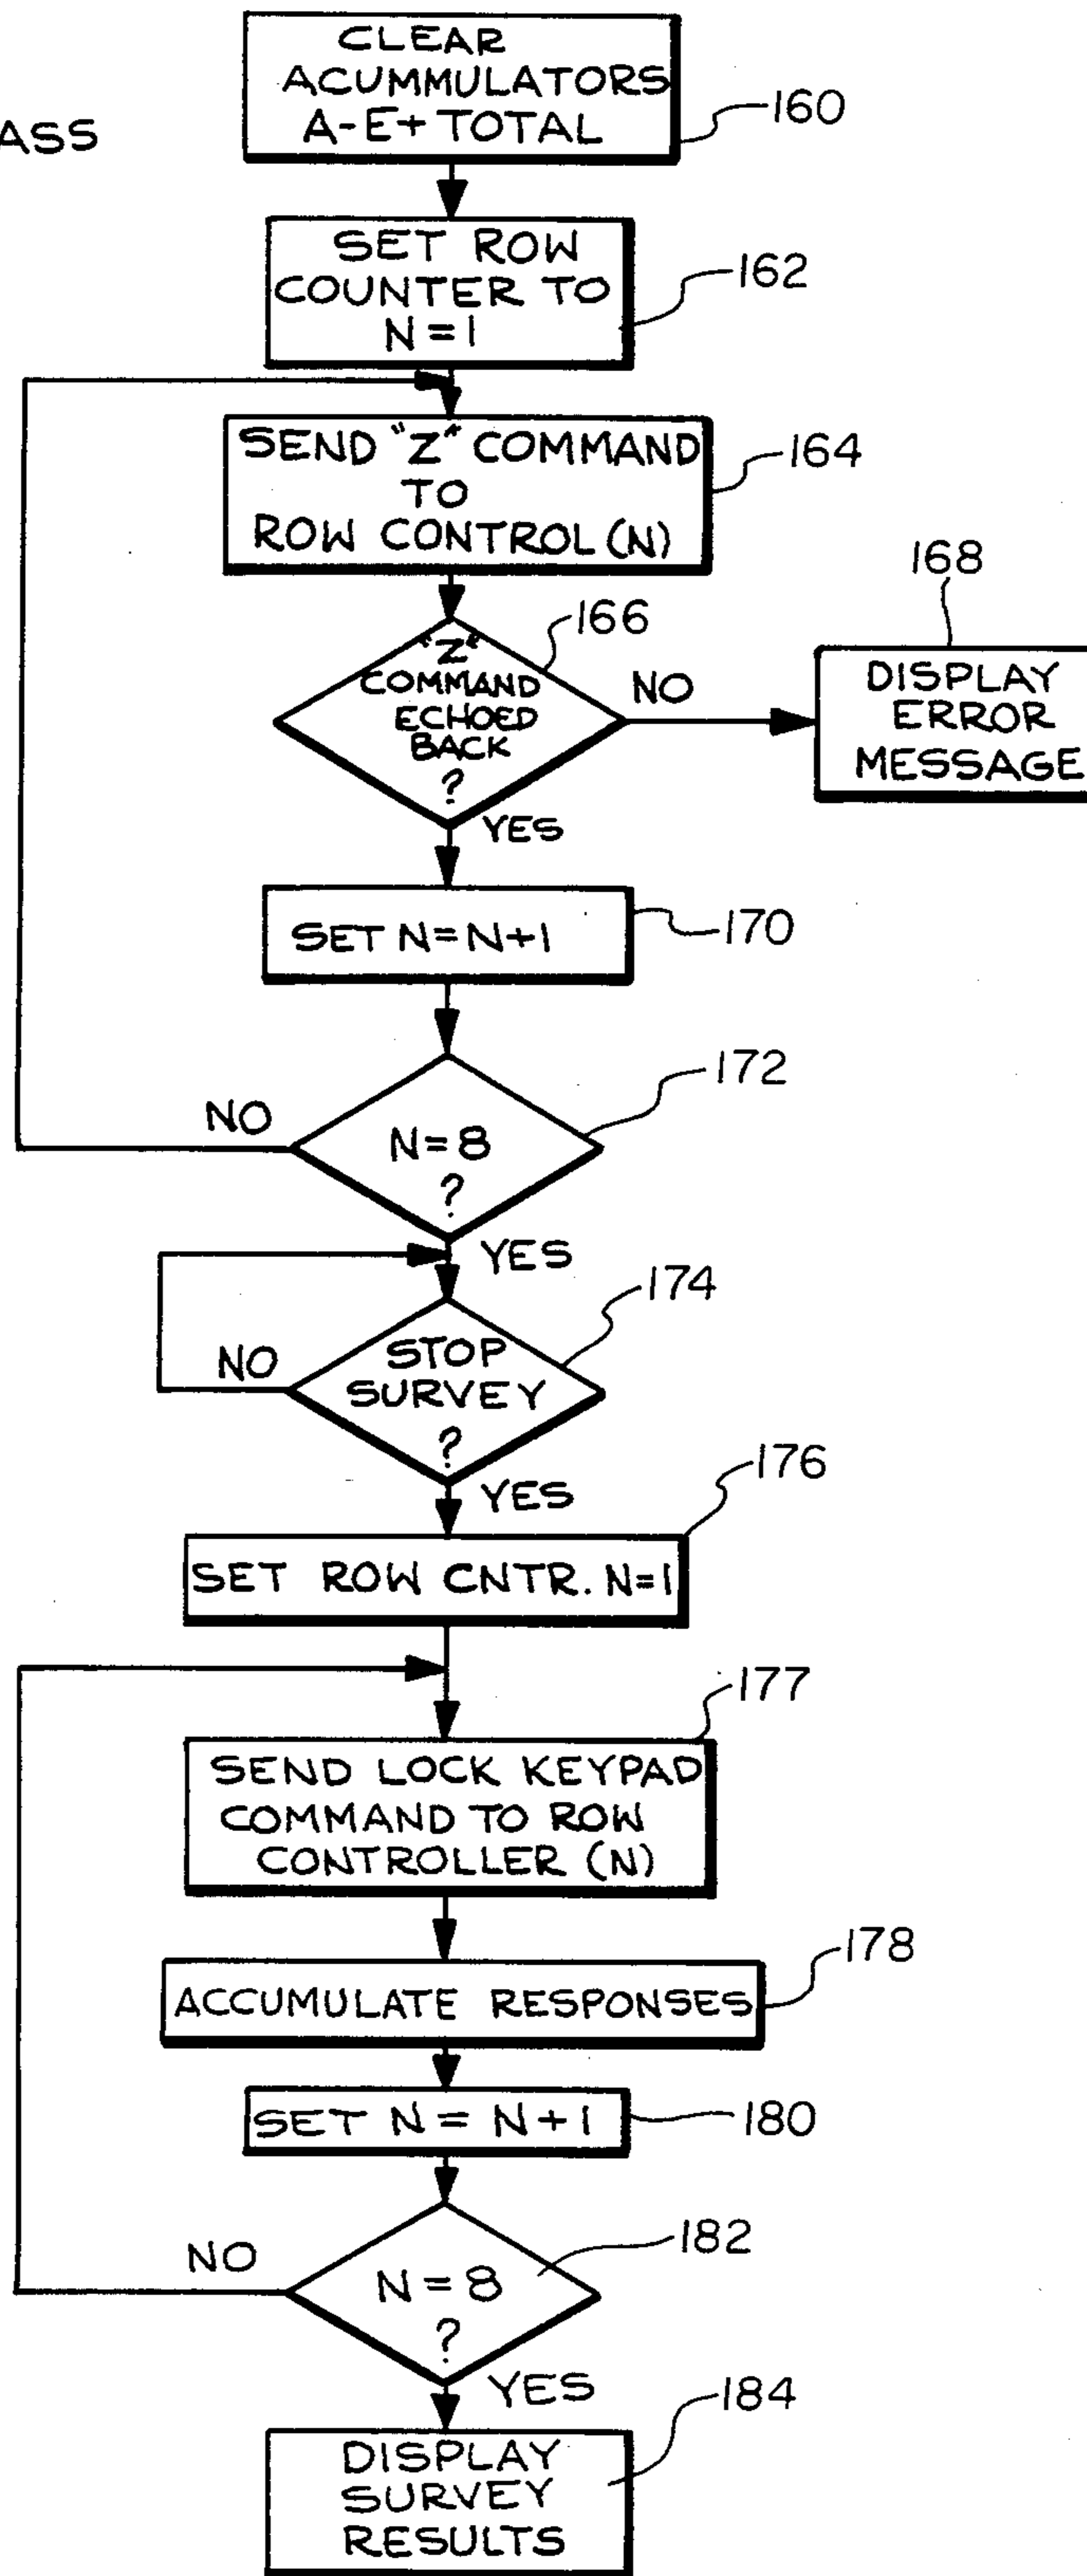 CLEAR
ACUMMULATORS
A-E+ TOTAL
160
SET ROW
COUNTER TO
N = 1
162
SEND "Z" COMMAND
TO
ROW CONTROL (N)
164
"Z"
COMMAND
ECHOED
BACK
?
166
NO
168
DISPLAY
ERROR
MESSAGE
YES
SET N = N+1
170
N = 8
?
172
NO
YES
STOP
SURVEY
?
174
NO
YES
176
SET ROW CNTR. N=1
177
SEND LOCK KEYPAD
COMMAND TO ROW
CONTROLLER (N)
178
ACCUMULATE RESPONSES
SET N = N+1
180
N = 8
?
182
NO
YES
184
DISPLAY
SURVEY
RESULTS